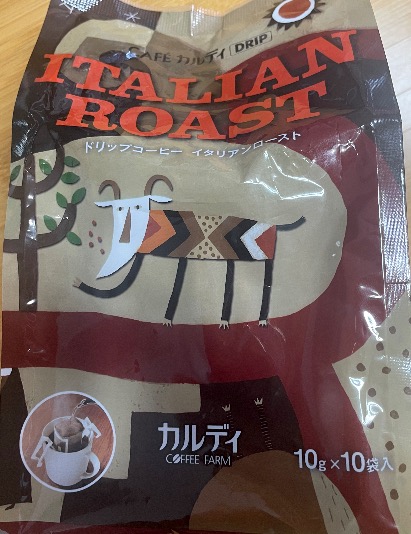 CAFÉ カルディ [DRIP]
ITALIAN
ROAST
ドリップコーヒー イタリアンロースト
カルディ
COFFEE FARM
10g×10袋入